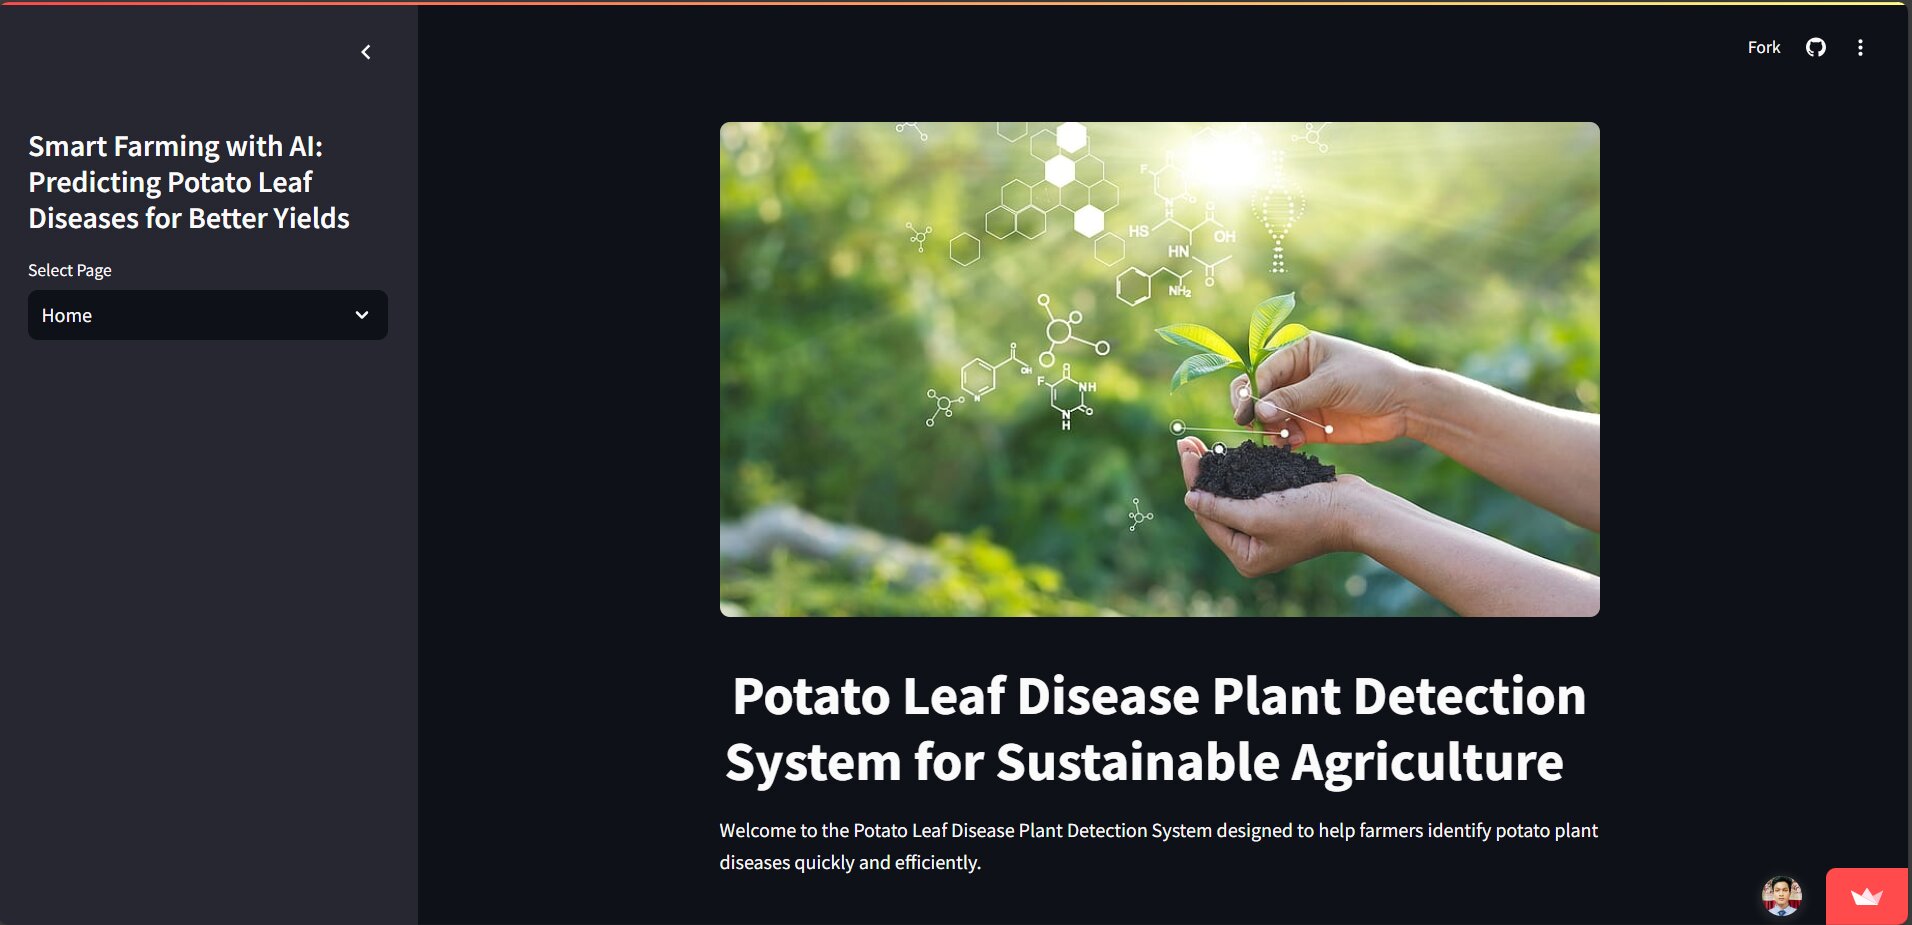 Fork
Smart Farming with AI:
Predicting Potato Leaf
Diseases for Better Yields
Select Page
Home
F
N
H
HS
OH
HN
NH₂
OH
N
F
O
NH
O
N
H
Potato Leaf Disease Plant Detection
System for Sustainable Agriculture
Welcome to the Potato Leaf Disease Plant Detection System designed to help farmers identify potato plant
diseases quickly and efficiently.